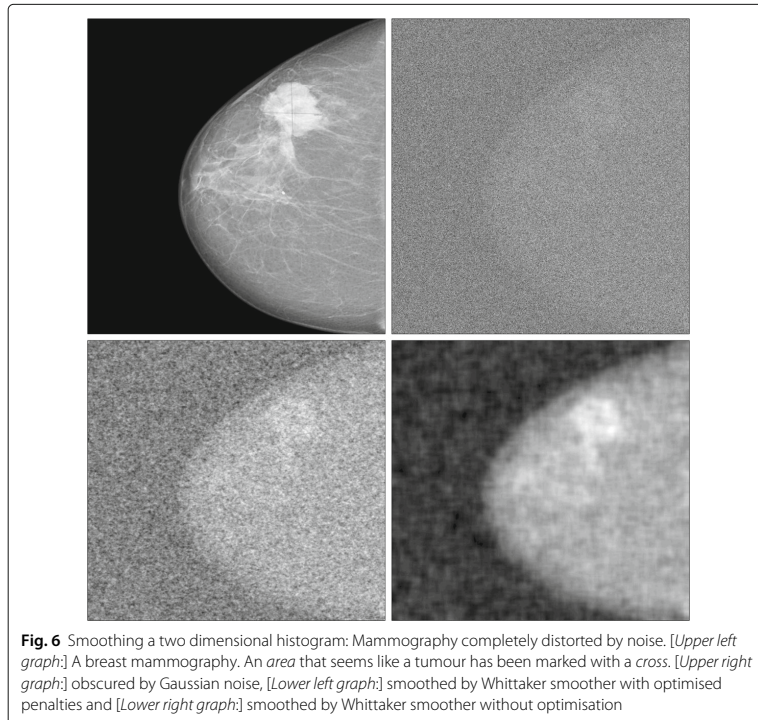 Fig. 6 Smoothing a two dimensional histogram: Mammography completely distorted by noise. [Upper left
graph:] A breast mammography. An area that seems like a tumour has been marked with a cross. [Upper right
graph:] obscured by Gaussian noise, [Lower left graph:] smoothed by Whittaker smoother with optimised
penalties and [Lower right graph:] smoothed by Whittaker smoother without optimisation